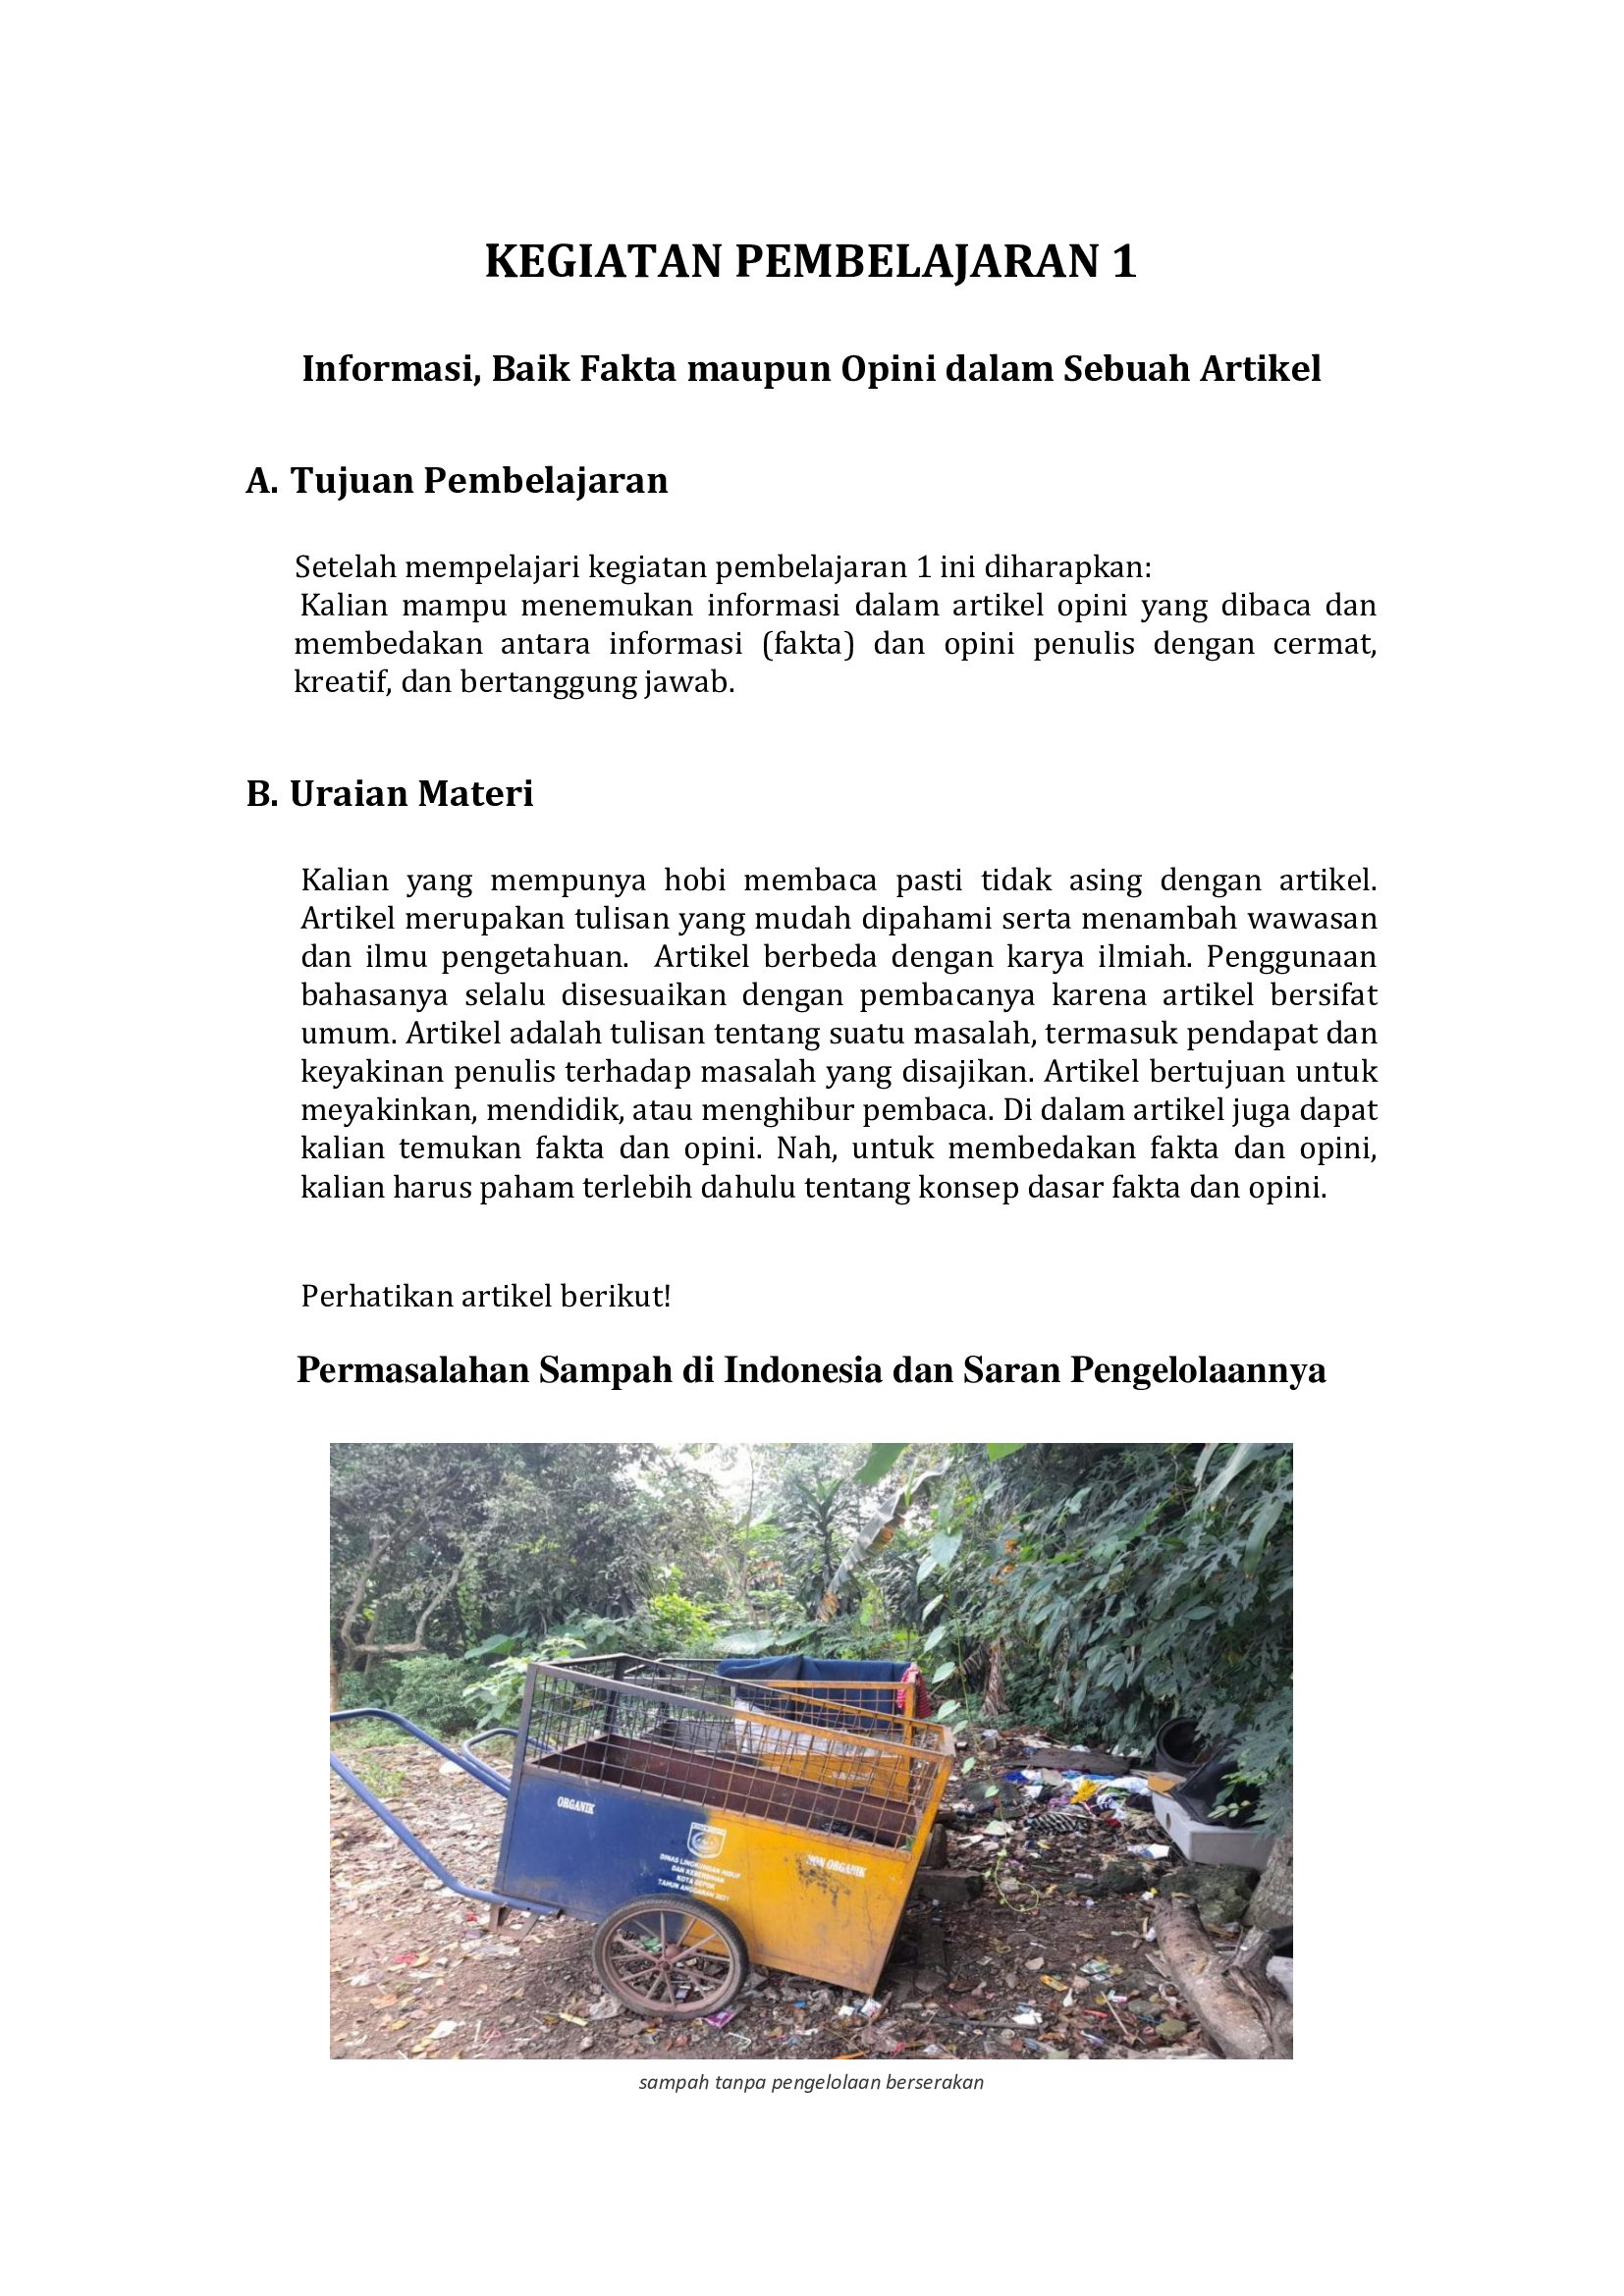 KEGIATAN PEMBELAJARAN 1
Informasi, Baik Fakta maupun Opini dalam Sebuah Artikel
A. Tujuan Pembelajaran
Setelah mempelajari kegiatan pembelajaran 1 ini diharapkan:
Kalian mampu menemukan informasi dalam artikel opini yang dibaca dan
membedakan antara informasi (fakta) dan opini penulis dengan cermat,
kreatif, dan bertanggung jawab.
B. Uraian Materi
Kalian yang mempunya hobi membaca pasti tidak asing dengan artikel.
Artikel merupakan tulisan yang mudah dipahami serta menambah wawasan
dan ilmu pengetahuan. Artikel berbeda dengan karya ilmiah. Penggunaan
bahasanya selalu disesuaikan dengan pembacanya karena artikel bersifat
umum. Artikel adalah tulisan tentang suatu masalah, termasuk pendapat dan
keyakinan penulis terhadap masalah yang disajikan. Artikel bertujuan untuk
meyakinkan, mendidik, atau menghibur pembaca. Di dalam artikel juga dapat
kalian temukan fakta dan opini. Nah, untuk membedakan fakta dan opini,
kalian harus paham terlebih dahulu tentang konsep dasar fakta dan opini.
Perhatikan artikel berikut!
Permasalahan Sampah di Indonesia dan Saran Pengelolaannya
ORGANIK
NON ORGANIK
DINAS LINGKUNGAN HIDUP
DAN KEBERSIHAN
KOTA DEPOK
TAHUN ANGGARAN 2021
sampah tanpa pengelolaan berserakan